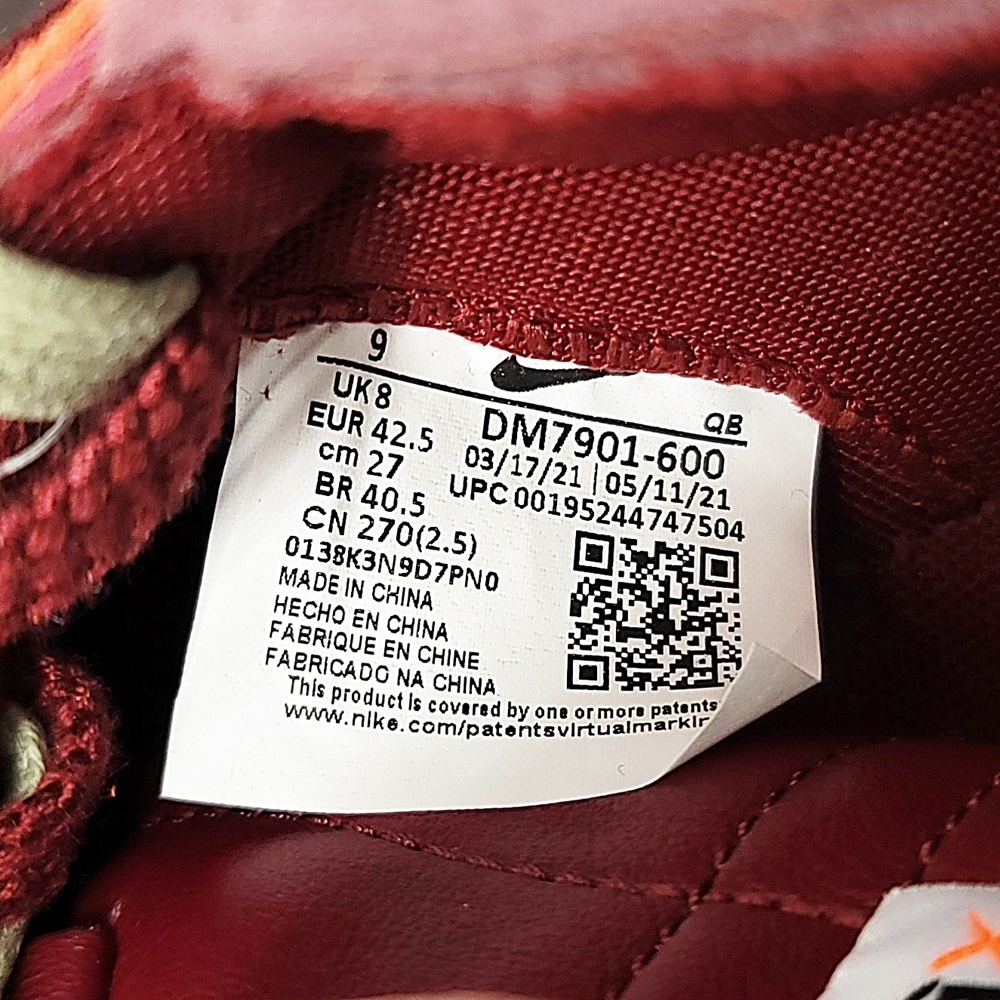 9
UK 8
EUR 42.5
cm 27
BR 40.5
CN 270(2.5)
0138K3N9D7PN0
MADE IN CHINA
HECHO EN CHINA
FABRIQUE EN CHINE
FABRICADO NA CHINA
QB
DM7901-600
03/17/21 | 05/11/21
UPC 00195244747504
This product is covered by one or more patents
www.nike.com/patentsvirtualmarkin